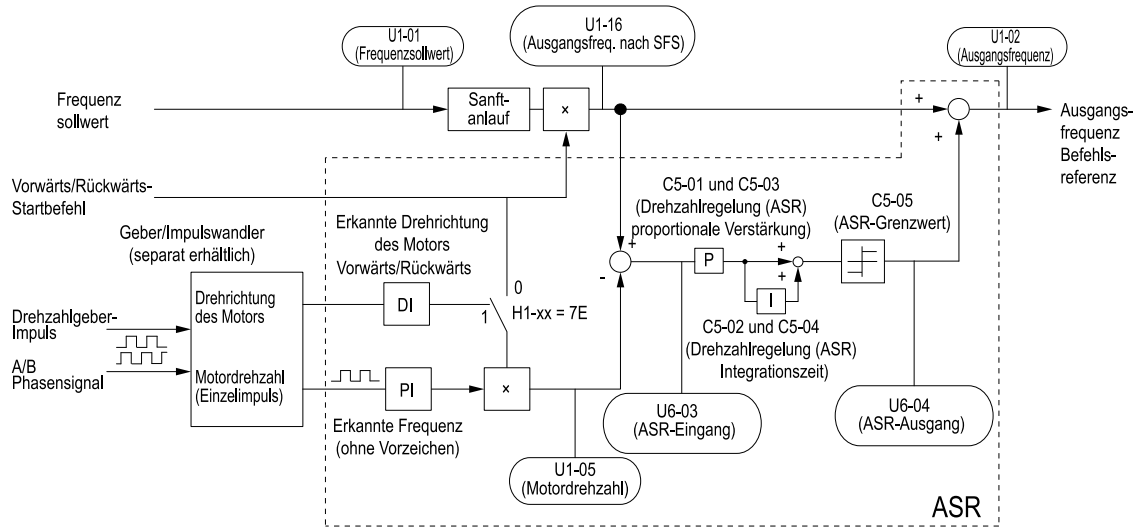 U1-01
(Frequenzsollwert)
U1-16
(Ausgangsfreq. nach SFS)
U1-02
(Ausgangsfrequenz)
Frequenz
sollwert
Sanft-
anlauf
×
+
+
Ausgangs-
frequenz
Befehls-
referenz
Vorwärts/Rückwärts-
Startbefehl
C5-01 und C5-03
(Drehzahlregelung (ASR)
proportionale Verstärkung)
C5-05
(ASR-Grenzwert)
Geber/Impulswandler
(separat erhältlich)
Erkannte Drehrichtung
des Motors
Vorwärts/Rückwärts
+
-
P
+
+
I
0
H1-xx = 7E
1
Drehrichtung
des Motors
DI
Drehzahlgeber-
Impuls
A/B
Phasensignal
C5-02 und C5-04
(Drehzahlregelung (ASR)
Integrationszeit)
Motordrehzahl
(Einzelimpuls)
PI
×
Erkannte Frequenz
(ohne Vorzeichen)
U6-03
(ASR-Eingang)
U6-04
(ASR-Ausgang)
U1-05
(Motordrehzahl)
ASR